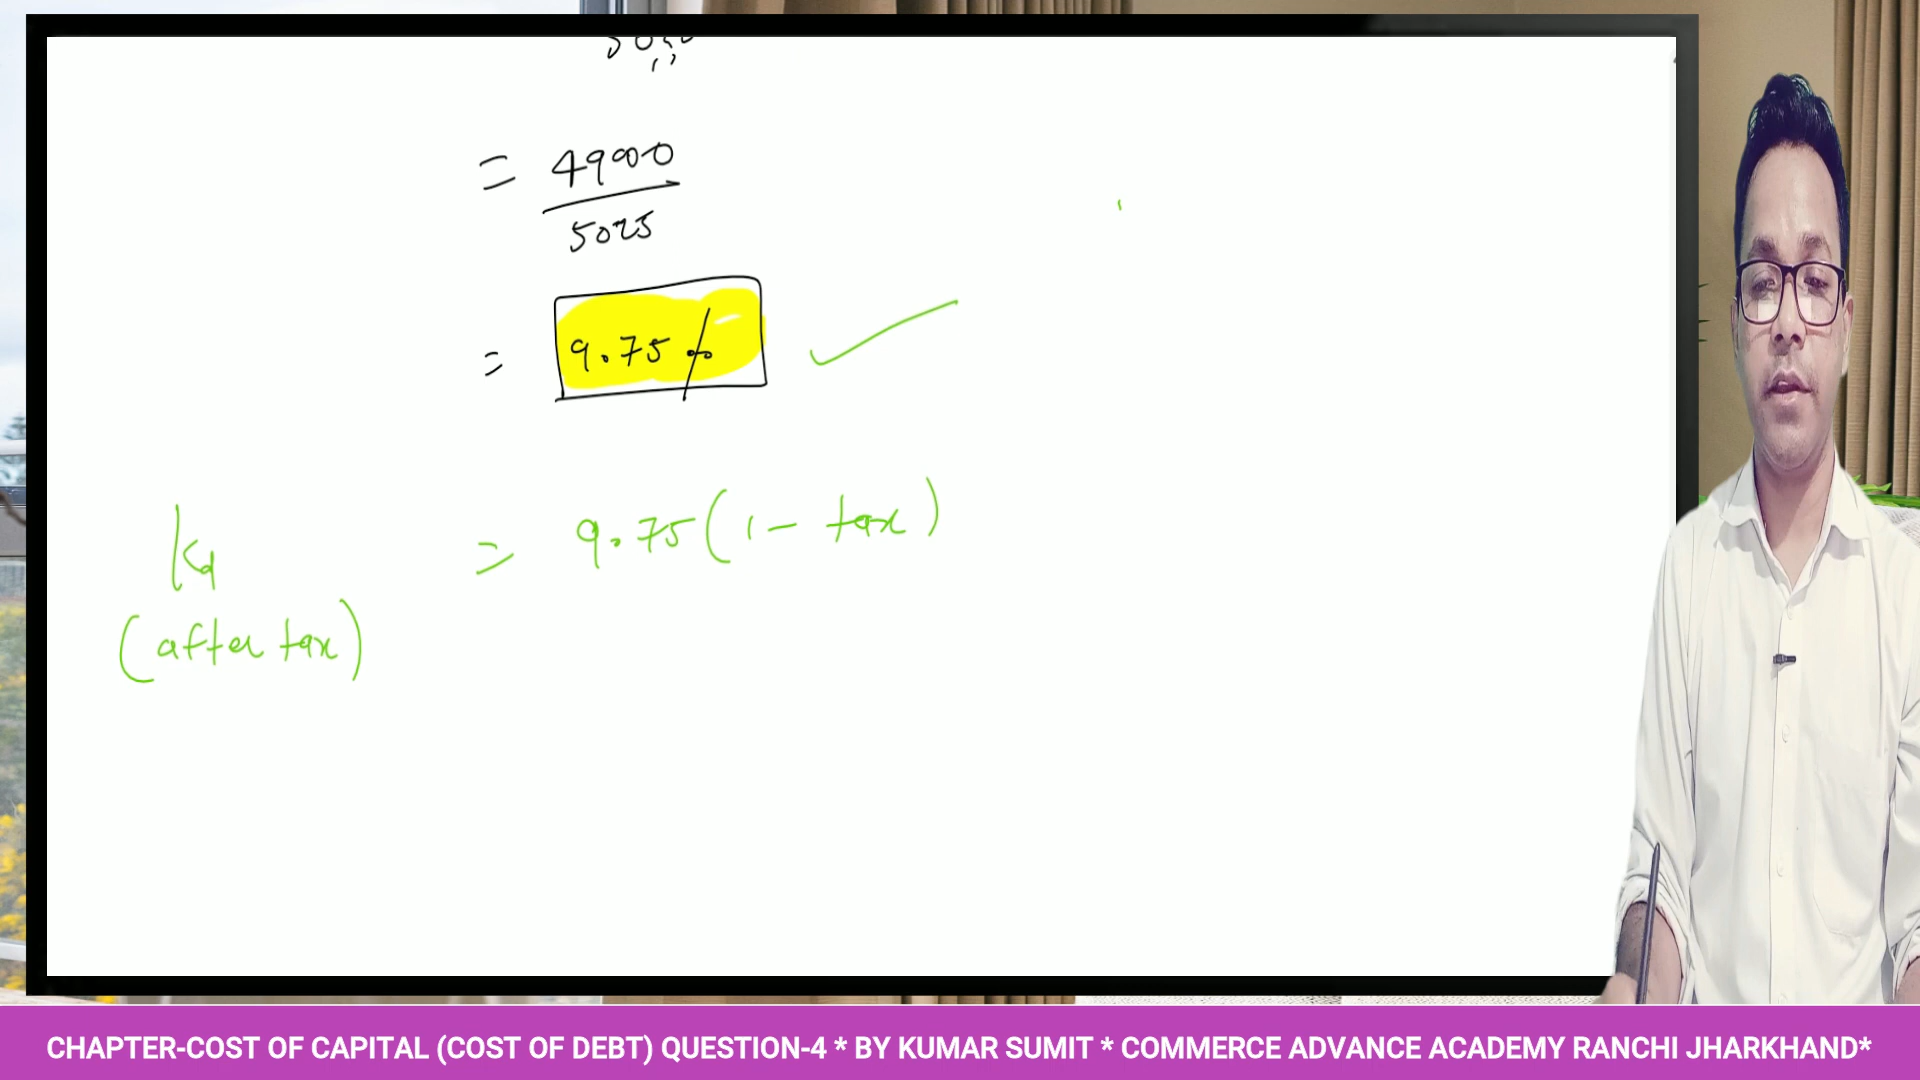 = 49000
5025
= 9.75%
Kd = 9.75(1 - tax)
(after tax)
CHAPTER-COST OF CAPITAL (COST OF DEBT) QUESTION-4 * BY KUMAR SUMIT * COMMERCE ADVANCE ACADEMY RANCHI JHARKHAND*